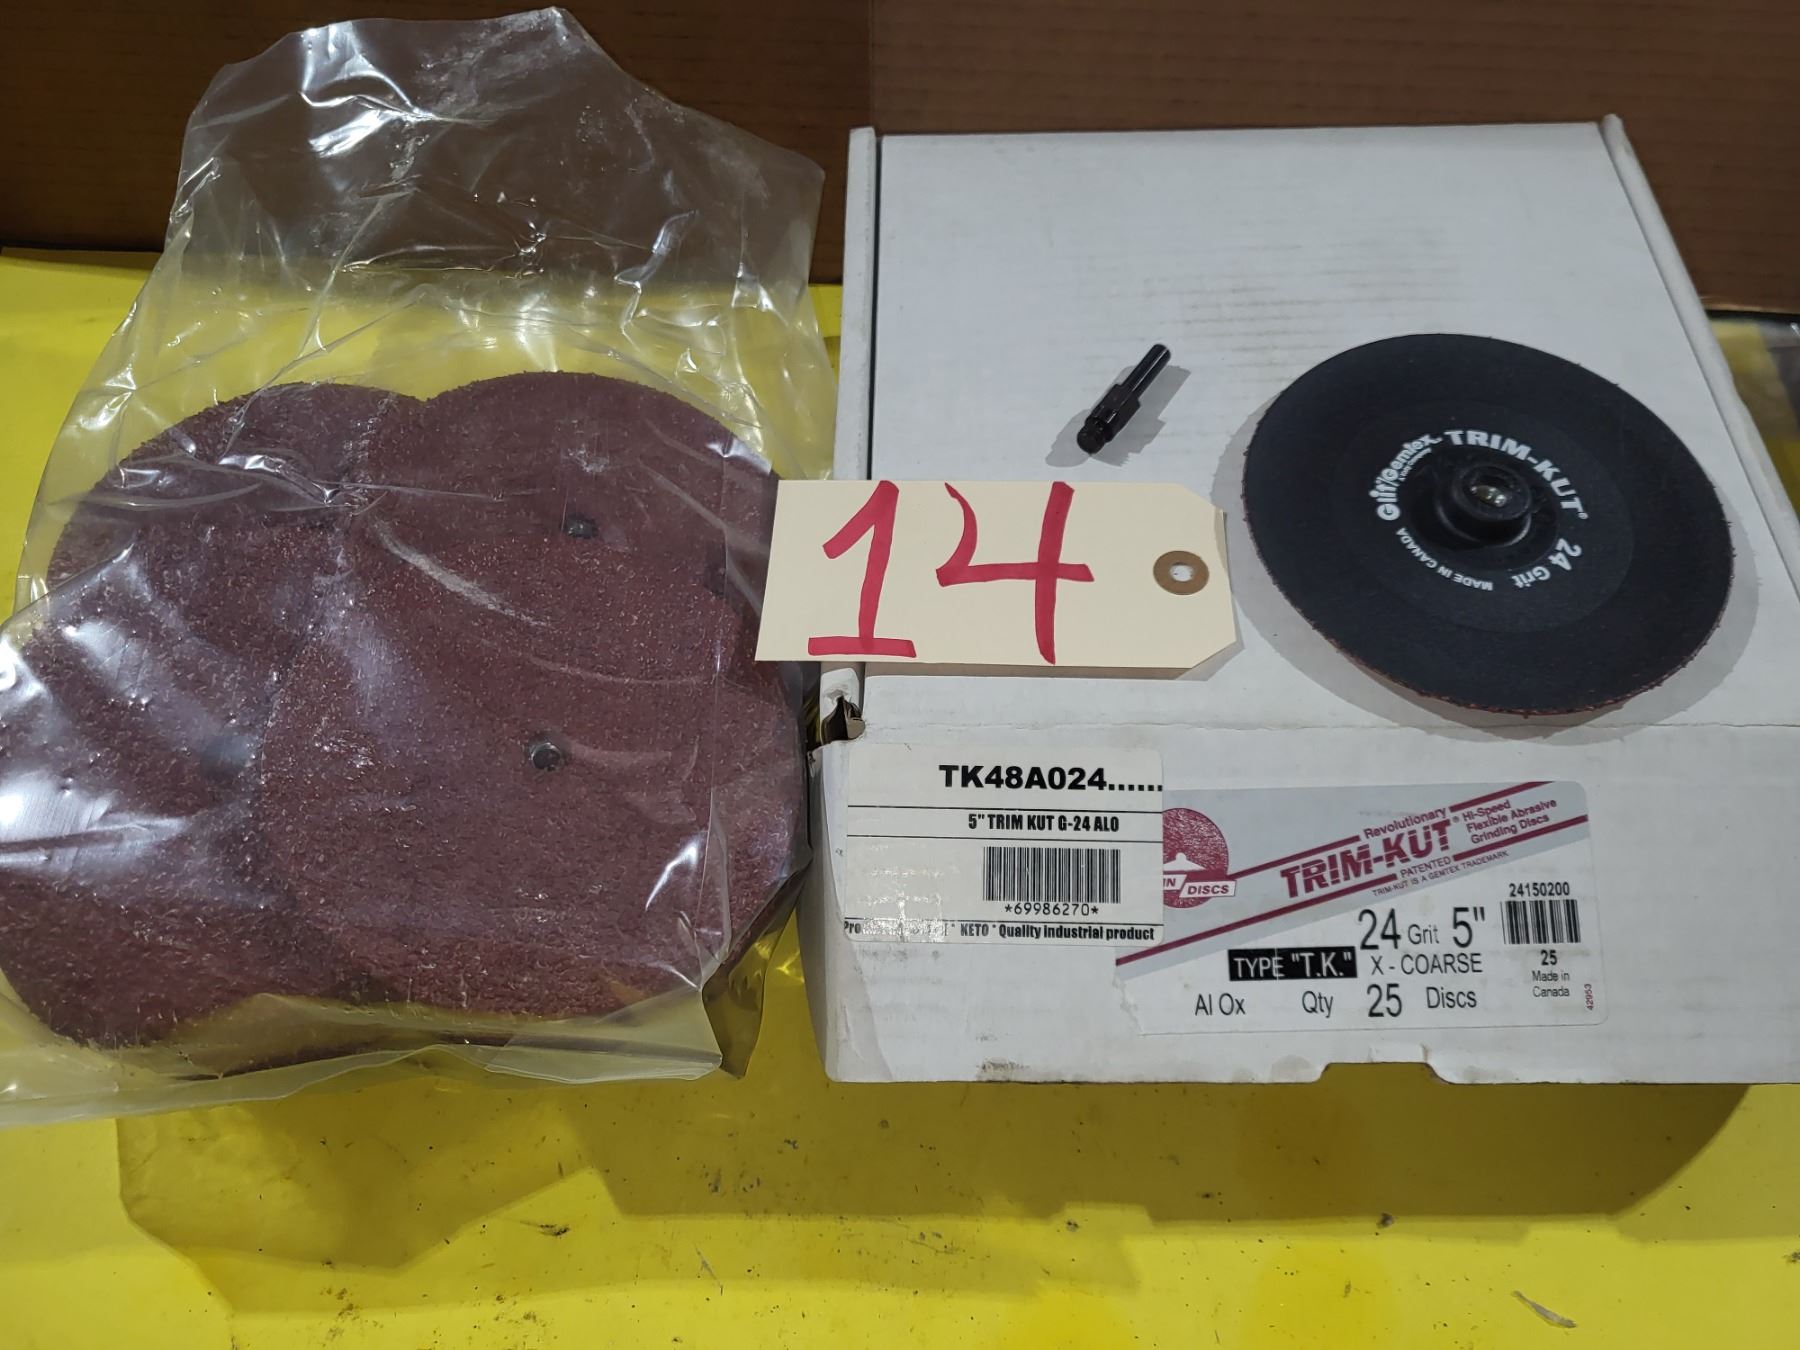 Glit/Gemtex TRIM-KUT®
24 Grit
MADE IN CANADA
14
TK48A024......
5" TRIM KUT G-24 ALO
*69986270*
KETO * Quality industrial product
DISCS
Revolutionary
TRIM-KUT®
Hi-Speed
Flexible Abrasive
Grinding Discs
PATENTED
TRIM-KUT IS A GEMTEX TRADEMARK
24150200
24 Grit 5"
TYPE "T.K." X - COARSE
25
Made in
Canada
Al Ox Qty 25 Discs
42953